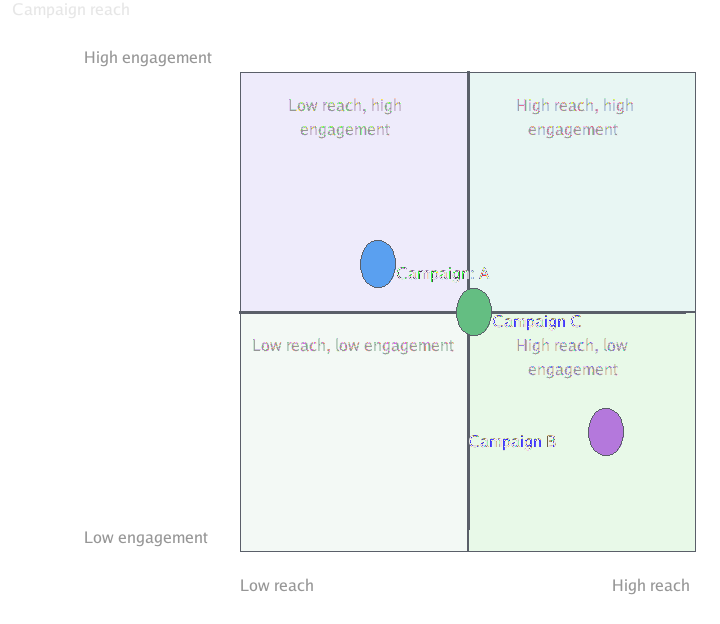 Campaign reach
High engagement
Low reach, high
engagement
High reach, high
engagement
Campaign A
Campaign C
Low reach, low engagement
High reach, low
engagement
Campaign B
Low engagement
Low reach
High reach